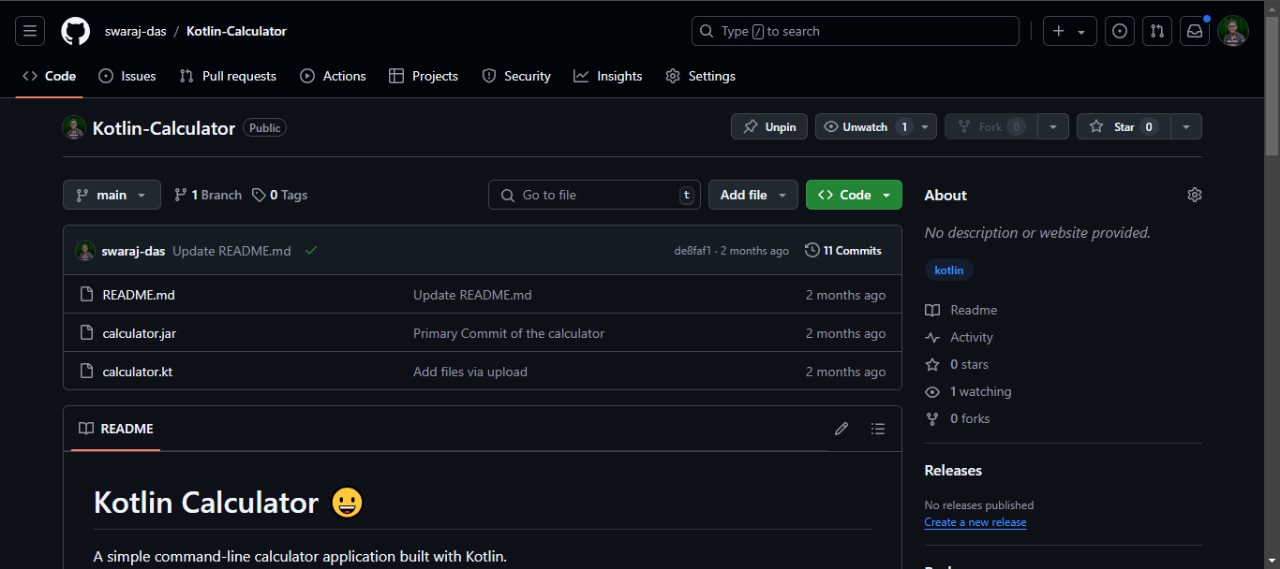 swaraj-das / Kotlin-Calculator
Type / to search
Code Issues Pull requests Actions Projects Security Insights Settings
Kotlin-Calculator Public
Unpin Unwatch 1 Fork 0 Star 0
main 1 Branch 0 Tags
Go to file t Add file Code
About
swaraj-das Update README.md de8faf1 · 2 months ago 11 Commits
No description or website provided.
kotlin
README.md Update README.md 2 months ago
calculator.jar Primary Commit of the calculator 2 months ago
calculator.kt Add files via upload 2 months ago
Readme
Activity
0 stars
1 watching
0 forks
README
Kotlin Calculator 😀
A simple command-line calculator application built with Kotlin.
Releases
No releases published
Create a new release